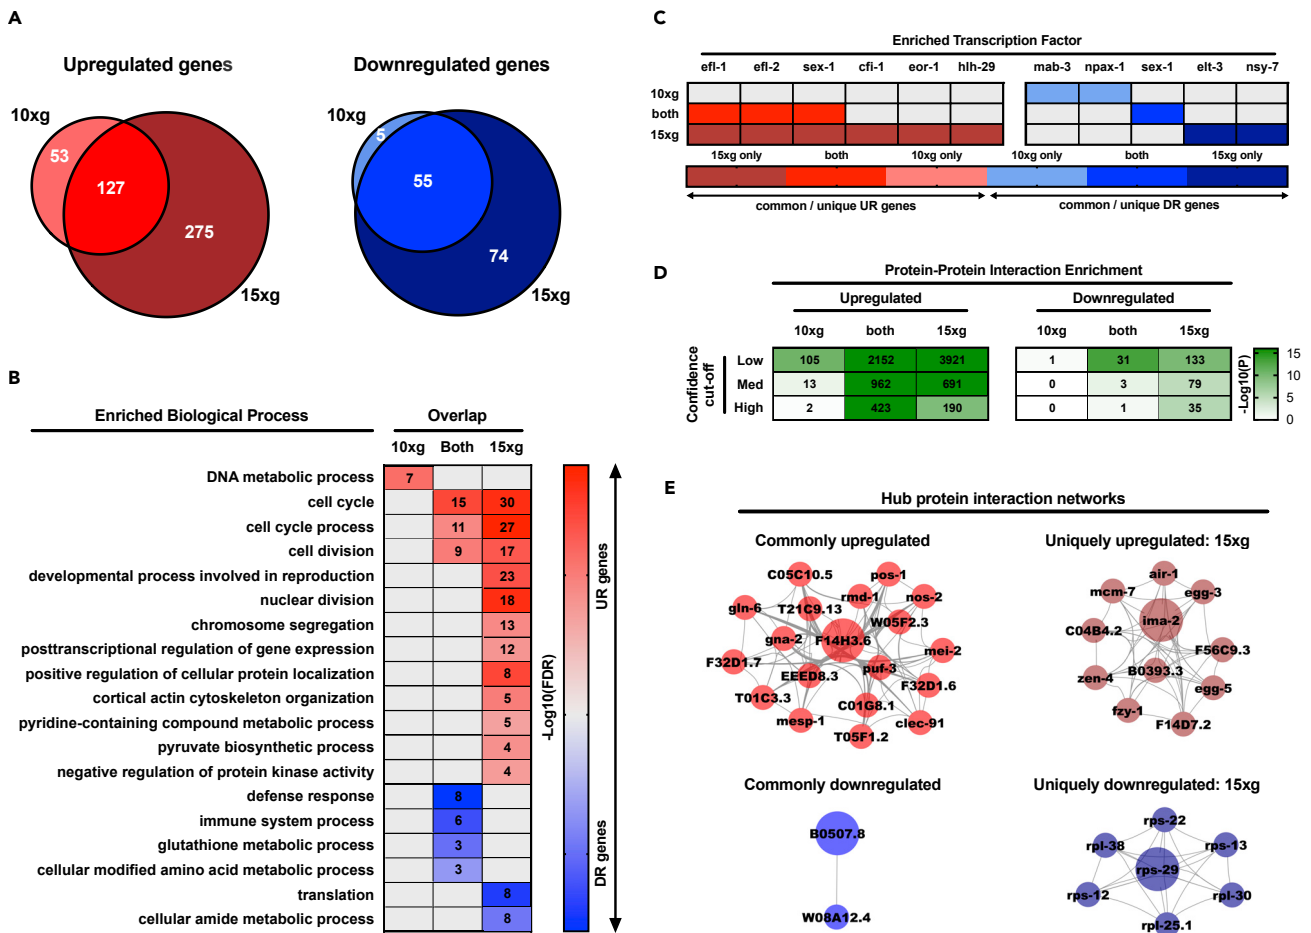 A
Upregulated genes
Downregulated genes
10xg
53
127
275
15xg
10xg
5
55
74
15xg
B
Enriched Biological Process
Overlap
10xg Both 15xg
DNA metabolic process 7
cell cycle 15 30
cell cycle process 11 27
cell division 9 17
developmental process involved in reproduction 23
nuclear division 18
chromosome segregation 13
posttranscriptional regulation of gene expression 12
positive regulation of cellular protein localization 8
cortical actin cytoskeleton organization 5
pyridine-containing compound metabolic process 5
pyruvate biosynthetic process 4
negative regulation of protein kinase activity 4
defense response 8
immune system process 6
glutathione metabolic process 3
cellular modified amino acid metabolic process 3
translation 8
cellular amide metabolic process 8
-Log10(FDR)
UR genes
DR genes
C
Enriched Transcription Factor
efl-1 efl-2 sex-1 cfi-1 eor-1 hlh-29 mab-3 npax-1 sex-1 elt-3 nsy-7
10xg
both
15xg
15xg only both 10xg only 10xg only both 15xg only
common / unique UR genes common / unique DR genes
D
Protein-Protein Interaction Enrichment
Upregulated Downregulated
10xg both 15xg 10xg both 15xg
Confidence cut-off
Low 105 2152 3921 1 31 133
Med 13 962 691 0 3 79
High 2 423 190 0 1 35
-Log10(P)
15
10
5
0
E
Hub protein interaction networks
Commonly upregulated
C05C10.5
pos-1
gln-6
T21C9.13
rmd-1
nos-2
W05F2.3
gna-2
F14H3.6
mei-2
F32D1.7
EEED8.3
puf-3
F32D1.6
T01C3.3
C01G8.1
mesp-1
clec-91
T05F1.2
Uniquely upregulated: 15xg
air-1
mcm-7
egg-3
C04B4.2
ima-2
F56C9.3
zen-4
B0393.3
egg-5
fzy-1
F14D7.2
Commonly downregulated
B0507.8
W08A12.4
Uniquely downregulated: 15xg
rps-22
rpl-38
rps-13
rps-29
rps-12
rpl-30
rpl-25.1